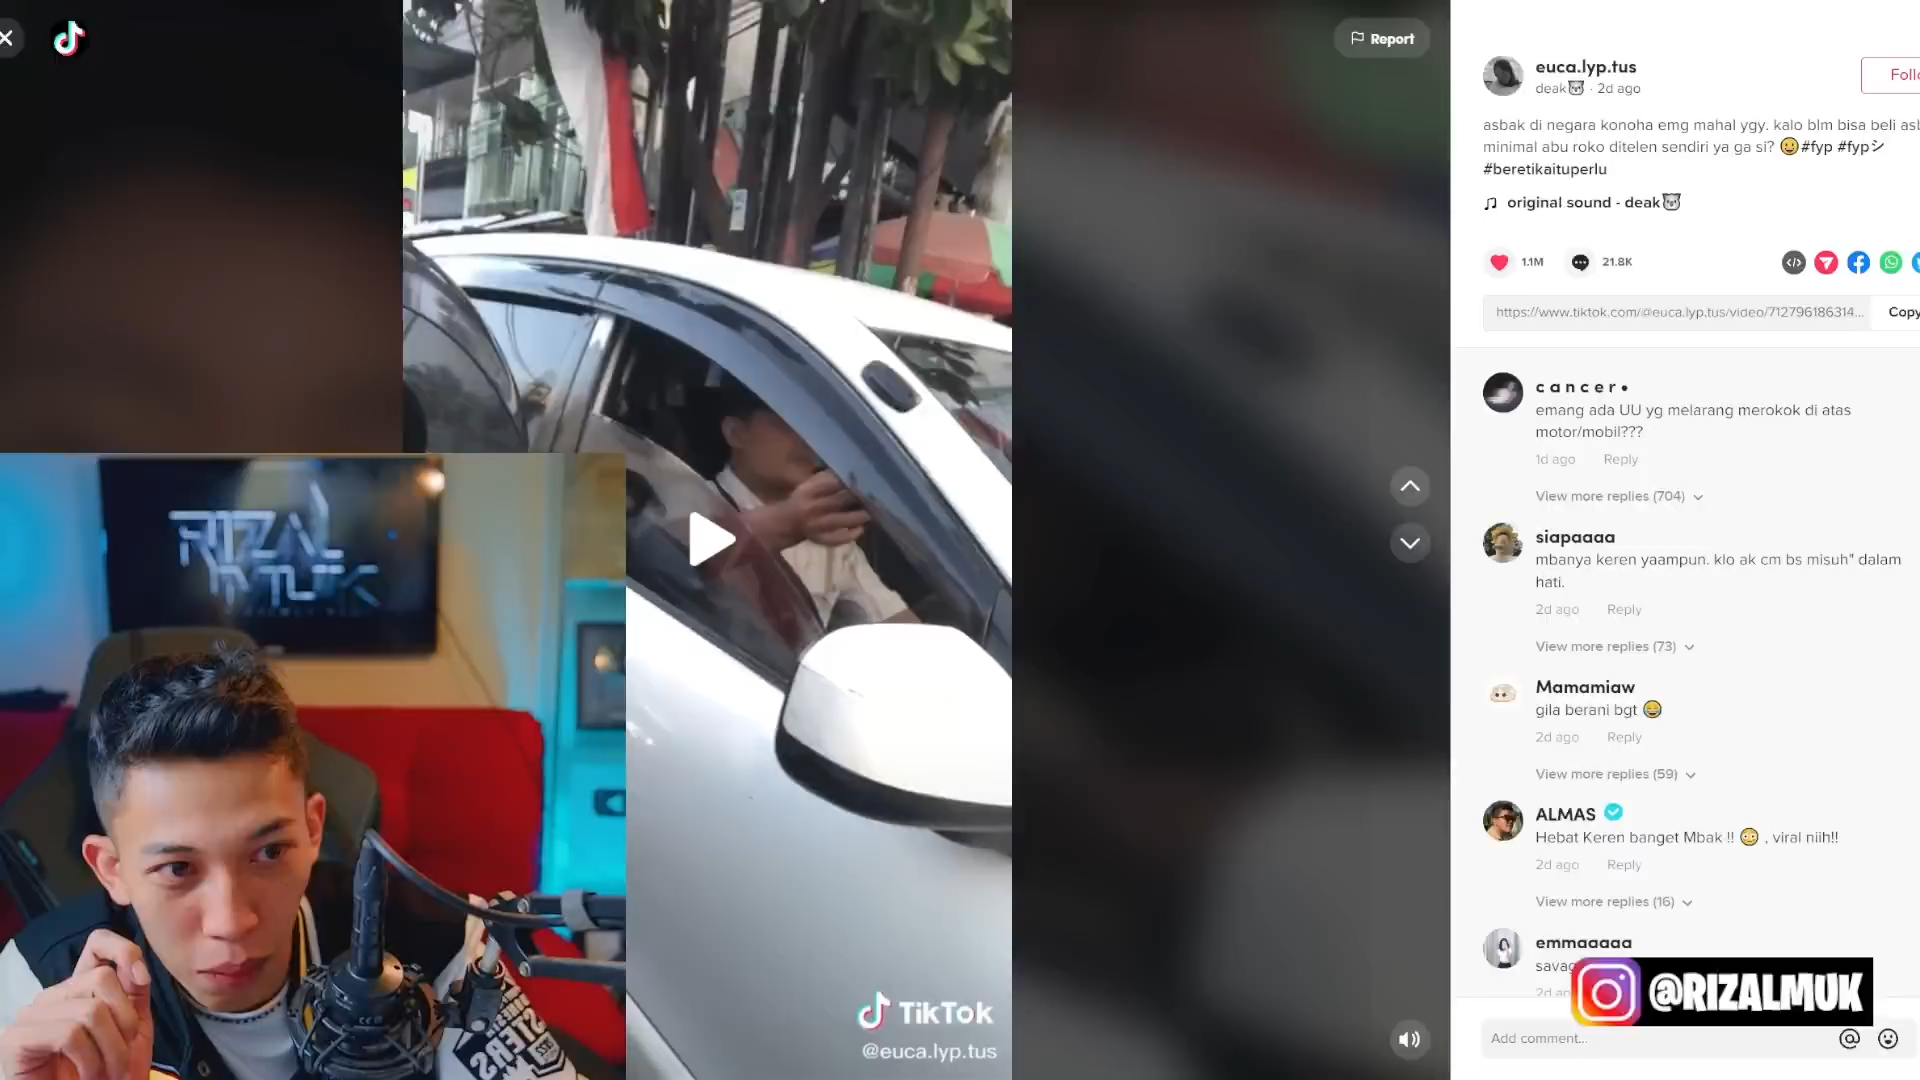 Report
euca.lyp.tus
deak · 2d ago
Follo
asbak di negara konoha emg mahal ygy. kalo blm bisa beli asb
minimal abu roko ditelen sendiri ya ga si? #fyp #fypシ
#beretikaituperlu
original sound - deak
1.1M
21.8K
https://www.tiktok.com/@euca.lyp.tus/video/712796186314...
Copy
c a n c e r •
emang ada UU yg melarang merokok di atas
motor/mobil???
1d ago Reply
View more replies (704)
siapaaaa
mbanya keren yaampun. klo ak cm bs misuh" dalam
hati.
2d ago Reply
View more replies (73)
Mamamiaw
gila berani bgt
2d ago Reply
View more replies (59)
ALMAS
Hebat Keren banget Mbak !! , viral niih!!
2d ago Reply
View more replies (16)
emmaaaaa
savag
2d ag
@RIZALMUK
Add comment...
RIZAL
MUK
TikTok
@euca.lyp.tus